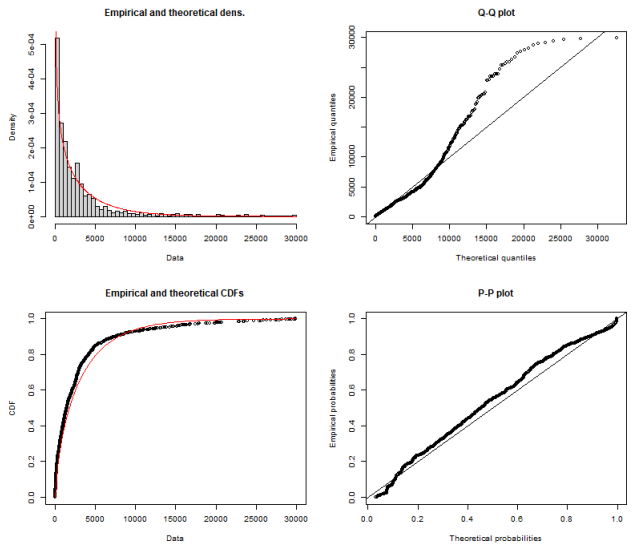 Empirical and theoretical dens.
Density
0e+00 1e-04 2e-04 3e-04 4e-04 5e-04
0 5000 10000 15000 20000 25000 30000
Data
Q-Q plot
Empirical quantiles
0 5000 10000 20000 30000
0 5000 10000 15000 20000 25000 30000
Theoretical quantiles
Empirical and theoretical CDFs
CDF
0.0 0.2 0.4 0.6 0.8 1.0
0 5000 10000 15000 20000 25000 30000
Data
P-P plot
Empirical probabilities
0.0 0.2 0.4 0.6 0.8 1.0
0.0 0.2 0.4 0.6 0.8 1.0
Theoretical probabilities